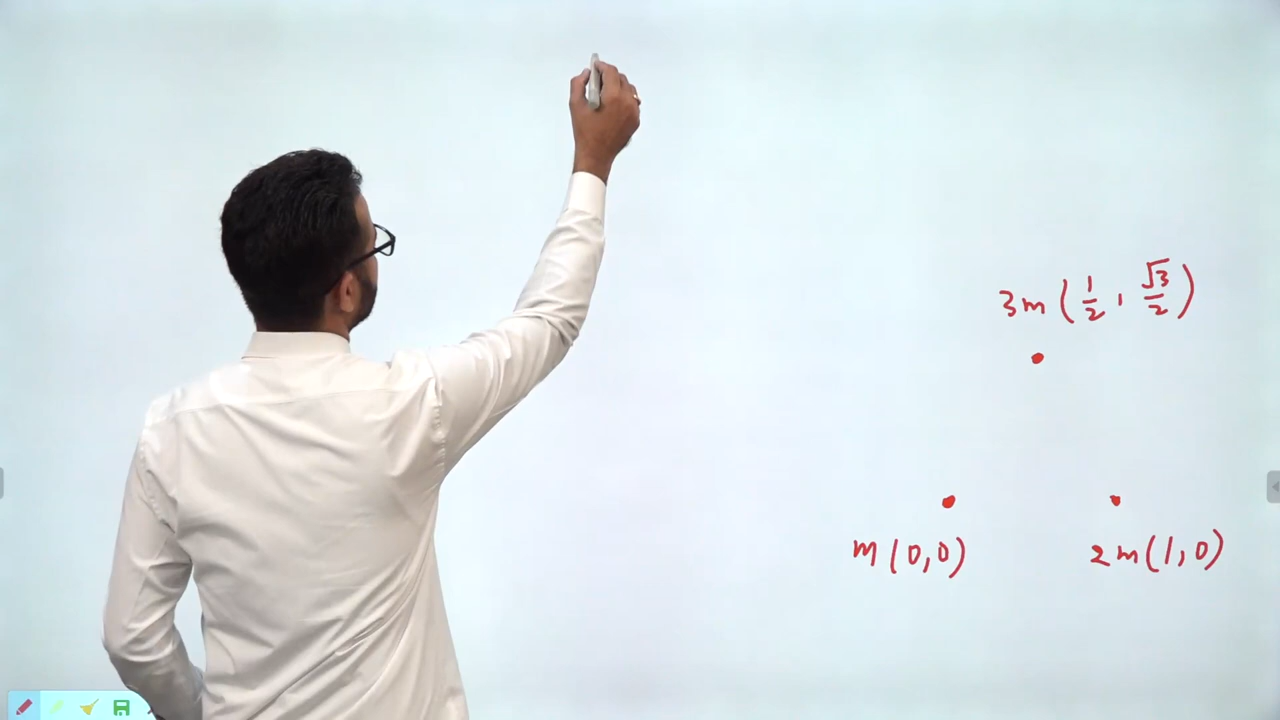 3m (1/2, √3/2)
m(0,0)
2m(1,0)